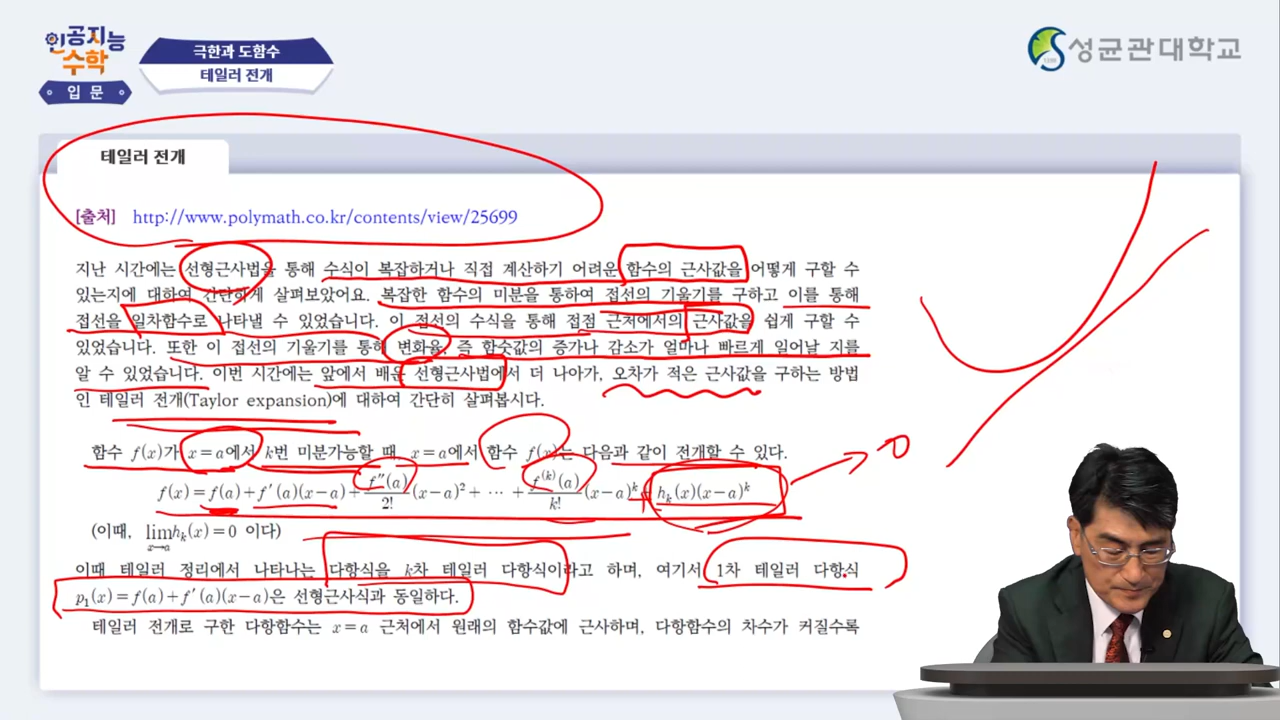 인공지능
수학
입 문
극한과 도함수
테일러 전개
성균관대학교
테일러 전개
[출처] http://www.polymath.co.kr/contents/view/25699
지난 시간에는 선형근사법을 통해 수식이 복잡하거나 직접 계산하기 어려운 함수의 근사값을 어떻게 구할 수
있는지에 대하여 간단하게 살펴보았어요. 복잡한 함수의 미분을 통하여 접선의 기울기를 구하고 이를 통해
접선을 일차함수로 나타낼 수 있었습니다. 이 접선의 수식을 통해 접점 근처에서의 근사값을 쉽게 구할 수
있었습니다. 또한 이 접선의 기울기를 통해 변화율, 즉 함숫값의 증가나 감소가 얼마나 빠르게 일어날 지를
알 수 있었습니다. 이번 시간에는 앞에서 배운 선형근사법에서 더 나아가, 오차가 적은 근사값을 구하는 방법
인 테일러 전개(Taylor expansion)에 대하여 간단히 살펴봅시다.
함수 f(x)가 x=a에서 k번 미분가능할 때, x=a에서 함수 f(x)는 다음과 같이 전개할 수 있다.
f(x)=f(a)+f′(a)(x−a)+f″(a)/2!(x−a)²+ ⋯ +f⁽ᵏ⁾(a)/k!(x−a)ᵏ+hₖ(x)(x−a)ᵏ
0
(이때, lim x→a hₖ(x)=0 이다)
이때 테일러 정리에서 나타나는 다항식을 k차 테일러 다항식이라고 하며, 여기서 1차 테일러 다항식
p₁(x)=f(a)+f′(a)(x−a)은 선형근사식과 동일하다.
테일러 전개로 구한 다항함수는 x=a 근처에서 원래의 함수값에 근사하며, 다항함수의 차수가 커질수록